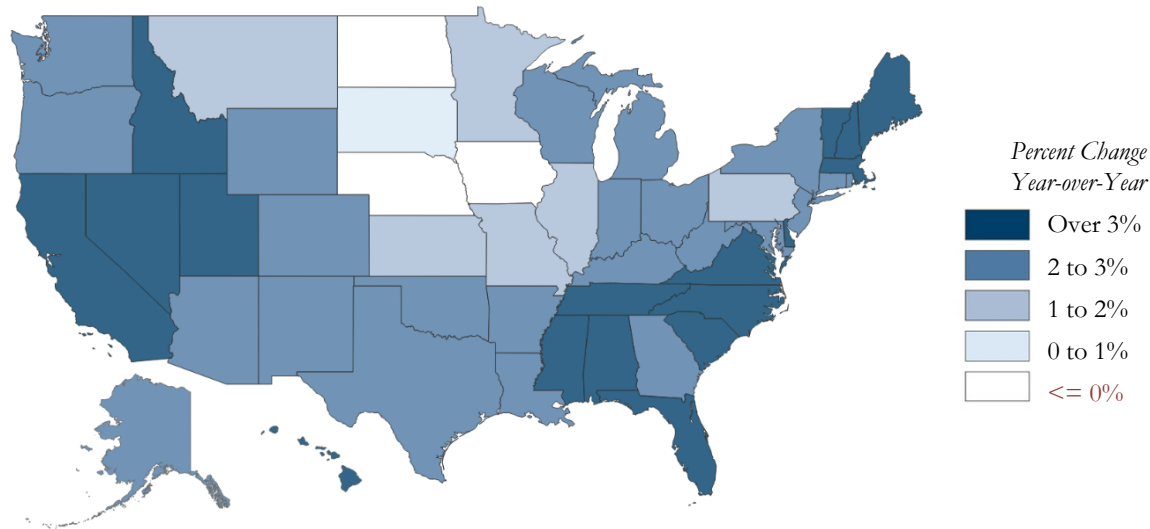 Percent Change
Year-over-Year
Over 3%
2 to 3%
1 to 2%
0 to 1%
<= 0%